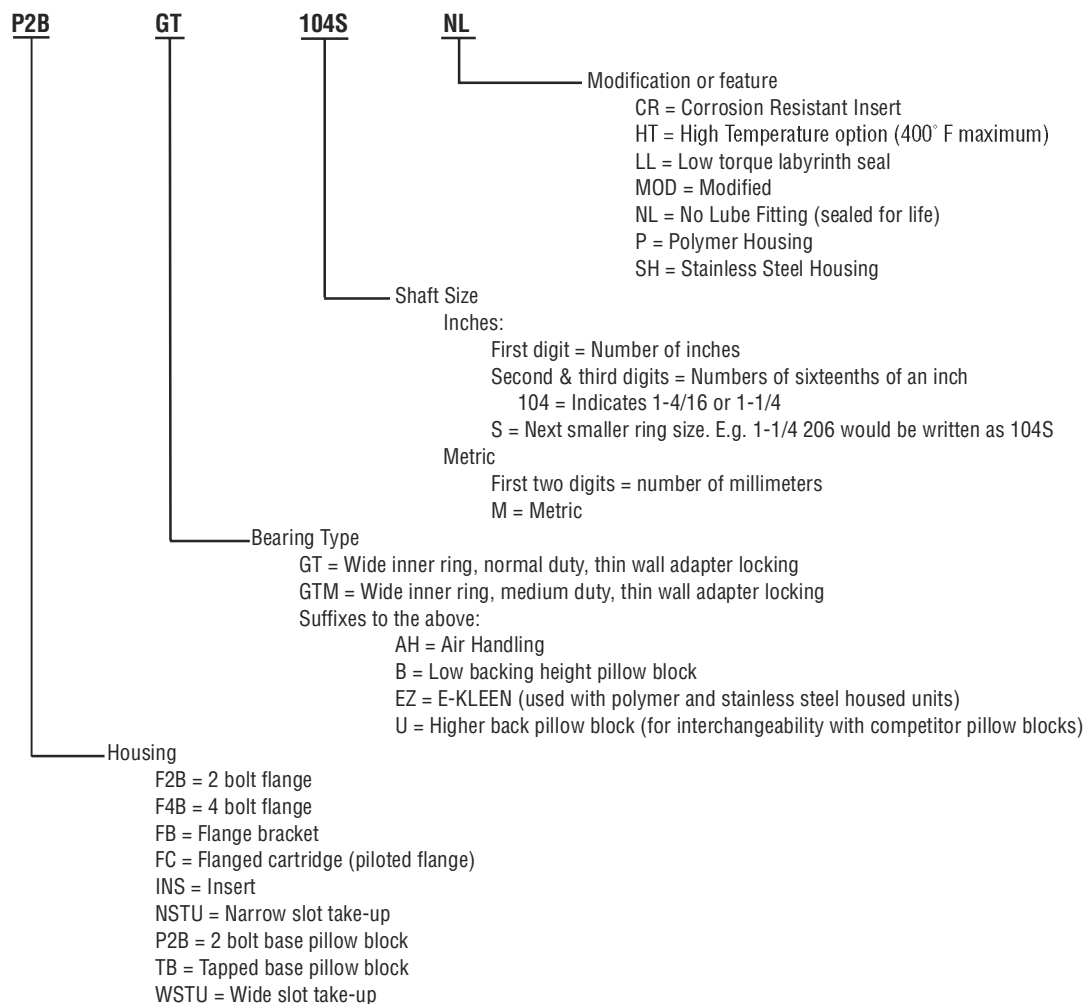 P2B GT 104S NL
Modification or feature
CR = Corrosion Resistant Insert
HT = High Temperature option (400° F maximum)
LL = Low torque labyrinth seal
MOD = Modified
NL = No Lube Fitting (sealed for life)
P = Polymer Housing
SH = Stainless Steel Housing
Shaft Size
Inches:
First digit = Number of inches
Second & third digits = Numbers of sixteenths of an inch
104 = Indicates 1-4/16 or 1-1/4
S = Next smaller ring size. E.g. 1-1/4 206 would be written as 104S
Metric
First two digits = number of millimeters
M = Metric
Bearing Type
GT = Wide inner ring, normal duty, thin wall adapter locking
GTM = Wide inner ring, medium duty, thin wall adapter locking
Suffixes to the above:
AH = Air Handling
B = Low backing height pillow block
EZ = E-KLEEN (used with polymer and stainless steel housed units)
U = Higher back pillow block (for interchangeability with competitor pillow blocks)
Housing
F2B = 2 bolt flange
F4B = 4 bolt flange
FB = Flange bracket
FC = Flanged cartridge (piloted flange)
INS = Insert
NSTU = Narrow slot take-up
P2B = 2 bolt base pillow block
TB = Tapped base pillow block
WSTU = Wide slot take-up